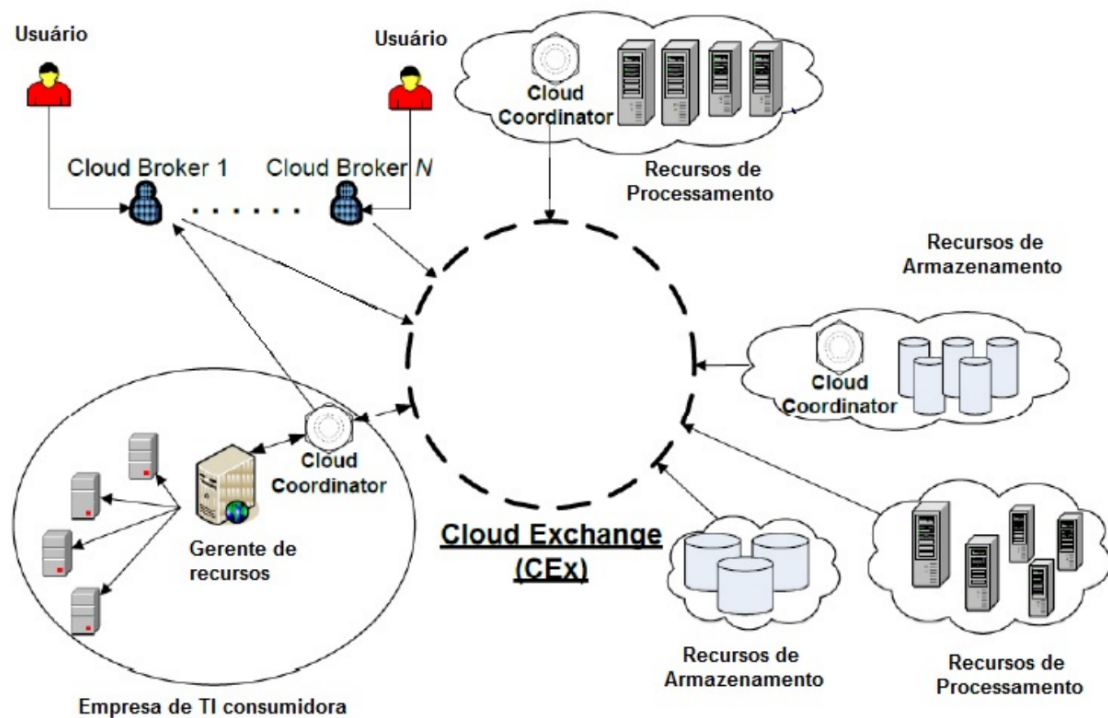 Usuário
Usuário
Cloud
Coordinator
Cloud Broker 1
Cloud Broker N
Recursos de
Processamento
Recursos de
Armazenamento
Cloud
Coordinator
Cloud
Coordinator
Gerente de
recursos
Cloud Exchange
(CEx)
Recursos de
Armazenamento
Recursos de
Processamento
Empresa de TI consumidora